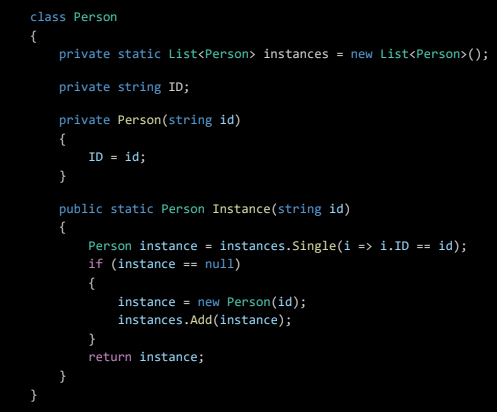 class Person
{
    private static List<Person> instances = new List<Person>();
    private string ID;
    private Person(string id)
    {
        ID = id;
    }
    public static Person Instance(string id)
    {
        Person instance = instances.Single(i => i.ID == id);
        if (instance == null)
        {
            instance = new Person(id);
            instances.Add(instance);
        }
        return instance;
    }
}